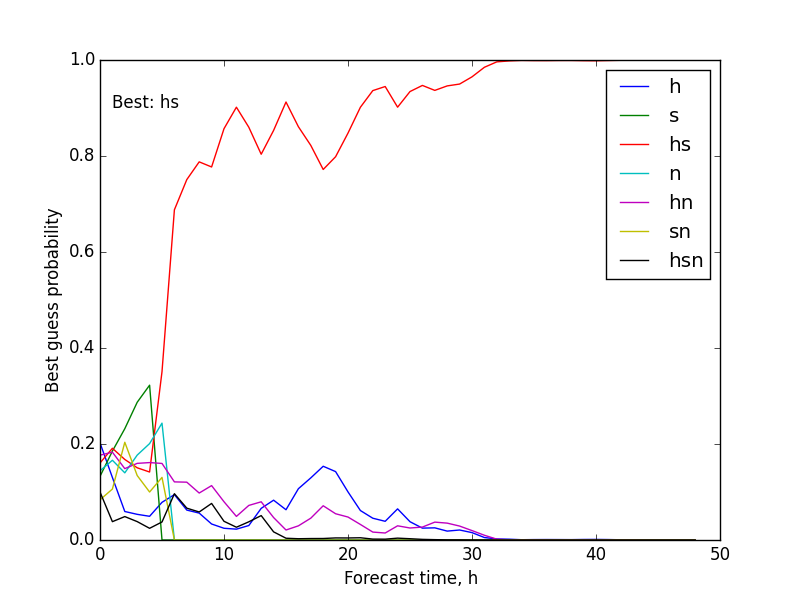 1.0
0.8
0.6
0.4
0.2
0.0
Best guess probability
Best: hs
h
s
hs
n
hn
sn
hsn
0 10 20 30 40 50
Forecast time, h